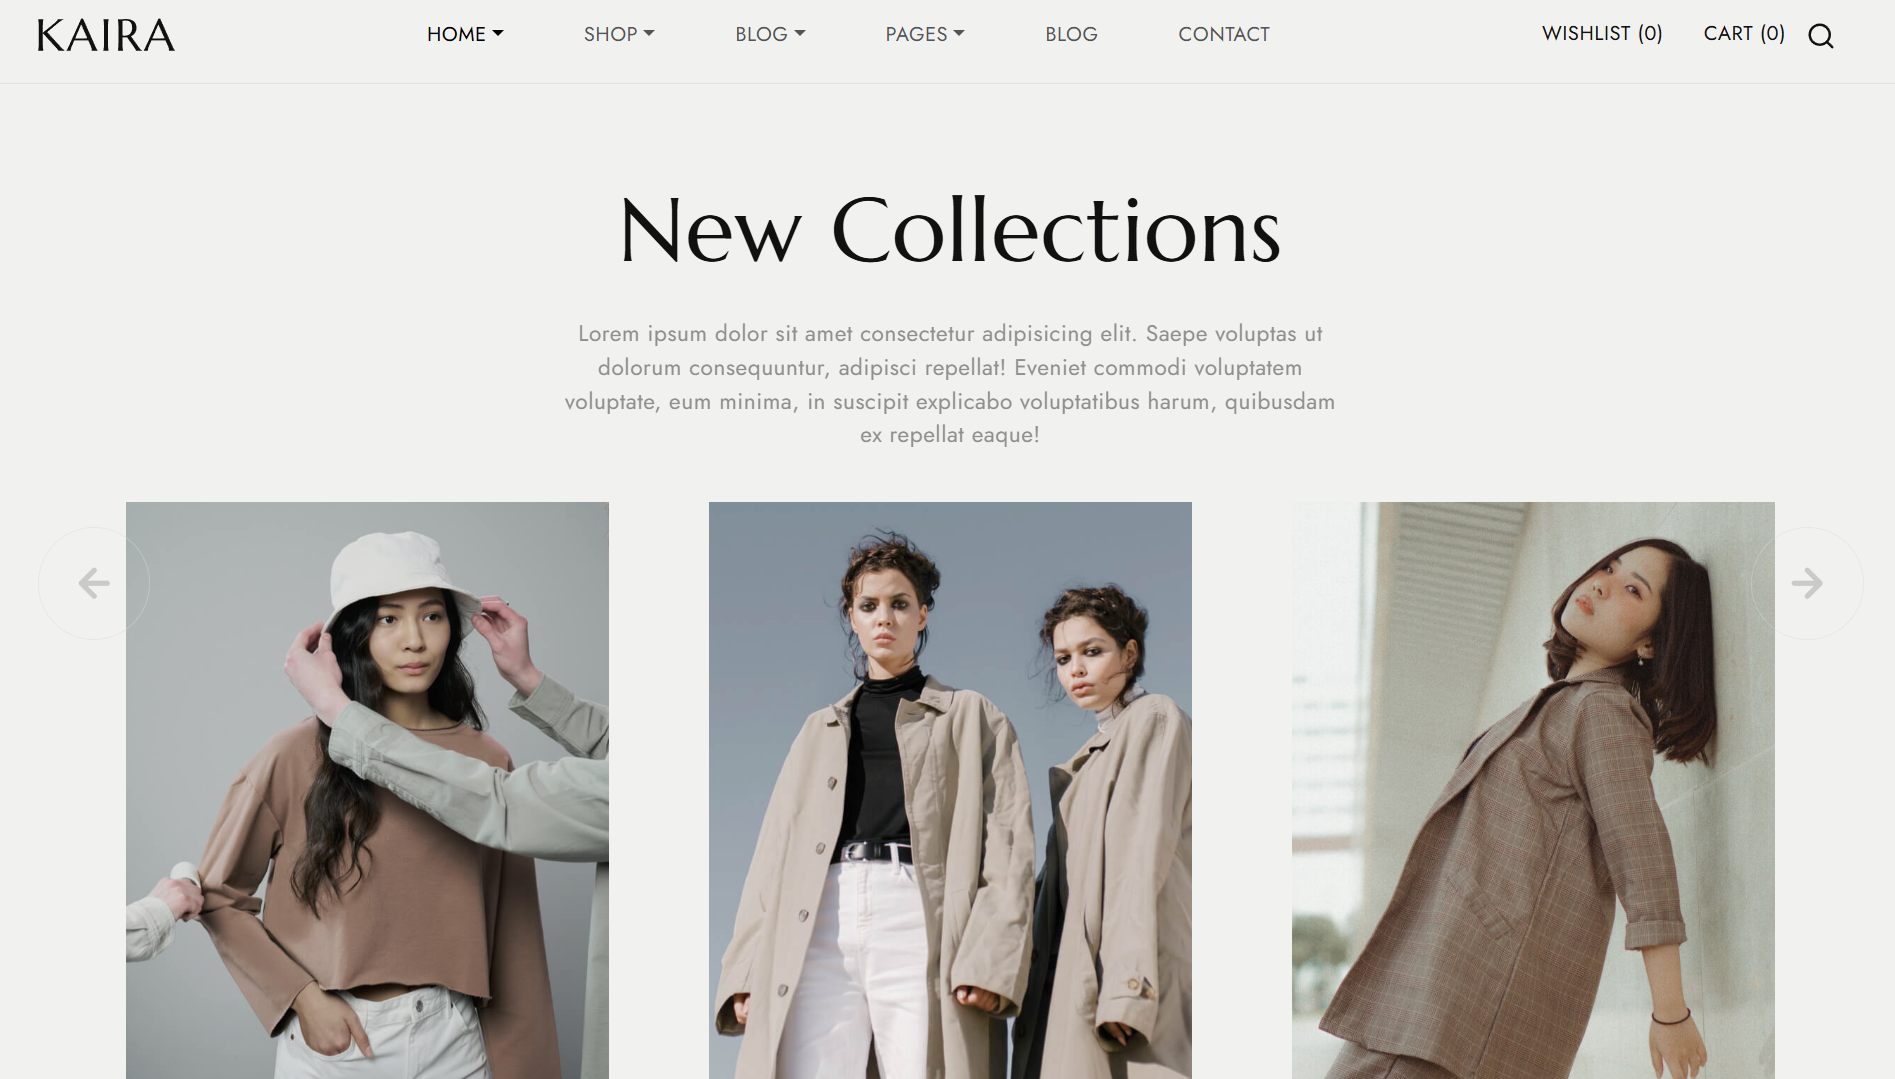 KAIRA
HOME
SHOP
BLOG
PAGES
BLOG
CONTACT
WISHLIST (0)
CART (0)
New Collections
Lorem ipsum dolor sit amet consectetur adipisicing elit. Saepe voluptas ut
dolorum consequuntur, adipisci repellat! Eveniet commodi voluptatem
voluptate, eum minima, in suscipit explicabo voluptatibus harum, quibusdam
ex repellat eaque!